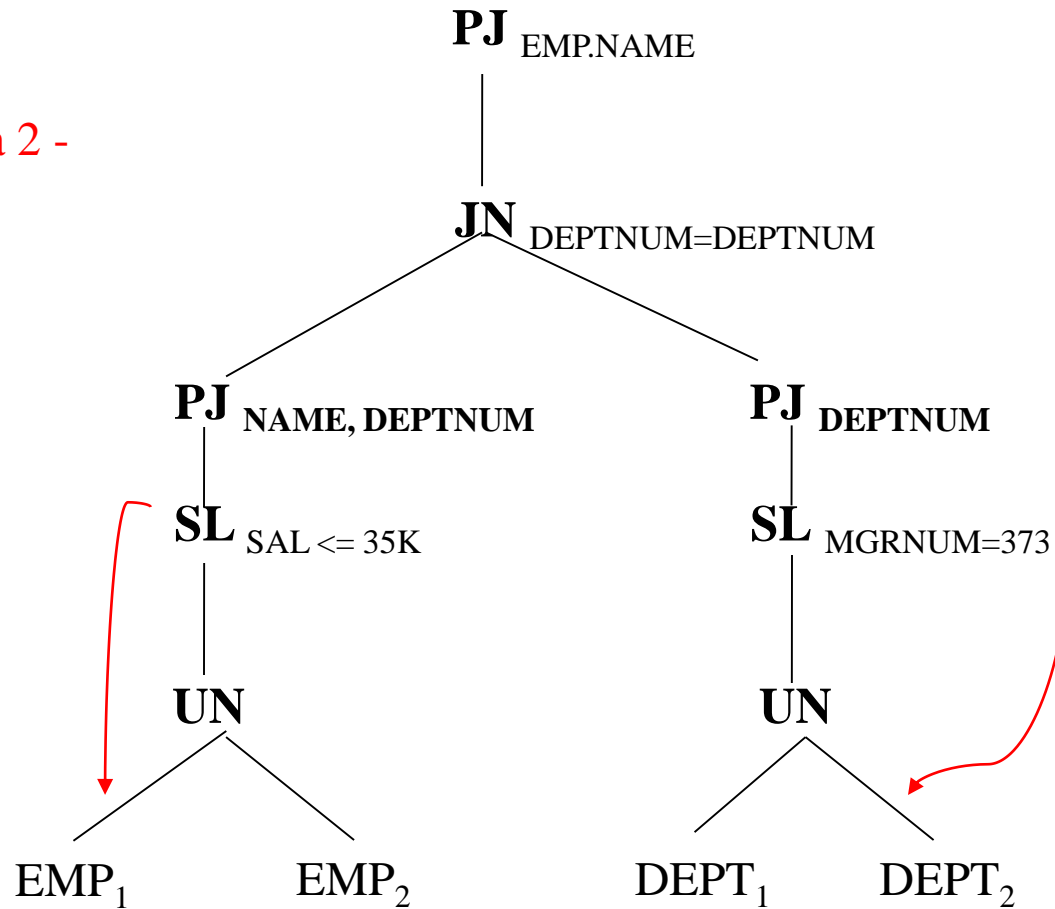 PJ EMP.NAME
2 -
JN DEPTNUM=DEPTNUM
PJ NAME, DEPTNUM PJ DEPTNUM
SL SAL <= 35K SL MGRNUM=373
UN UN
EMP1 EMP2 DEPT1 DEPT2